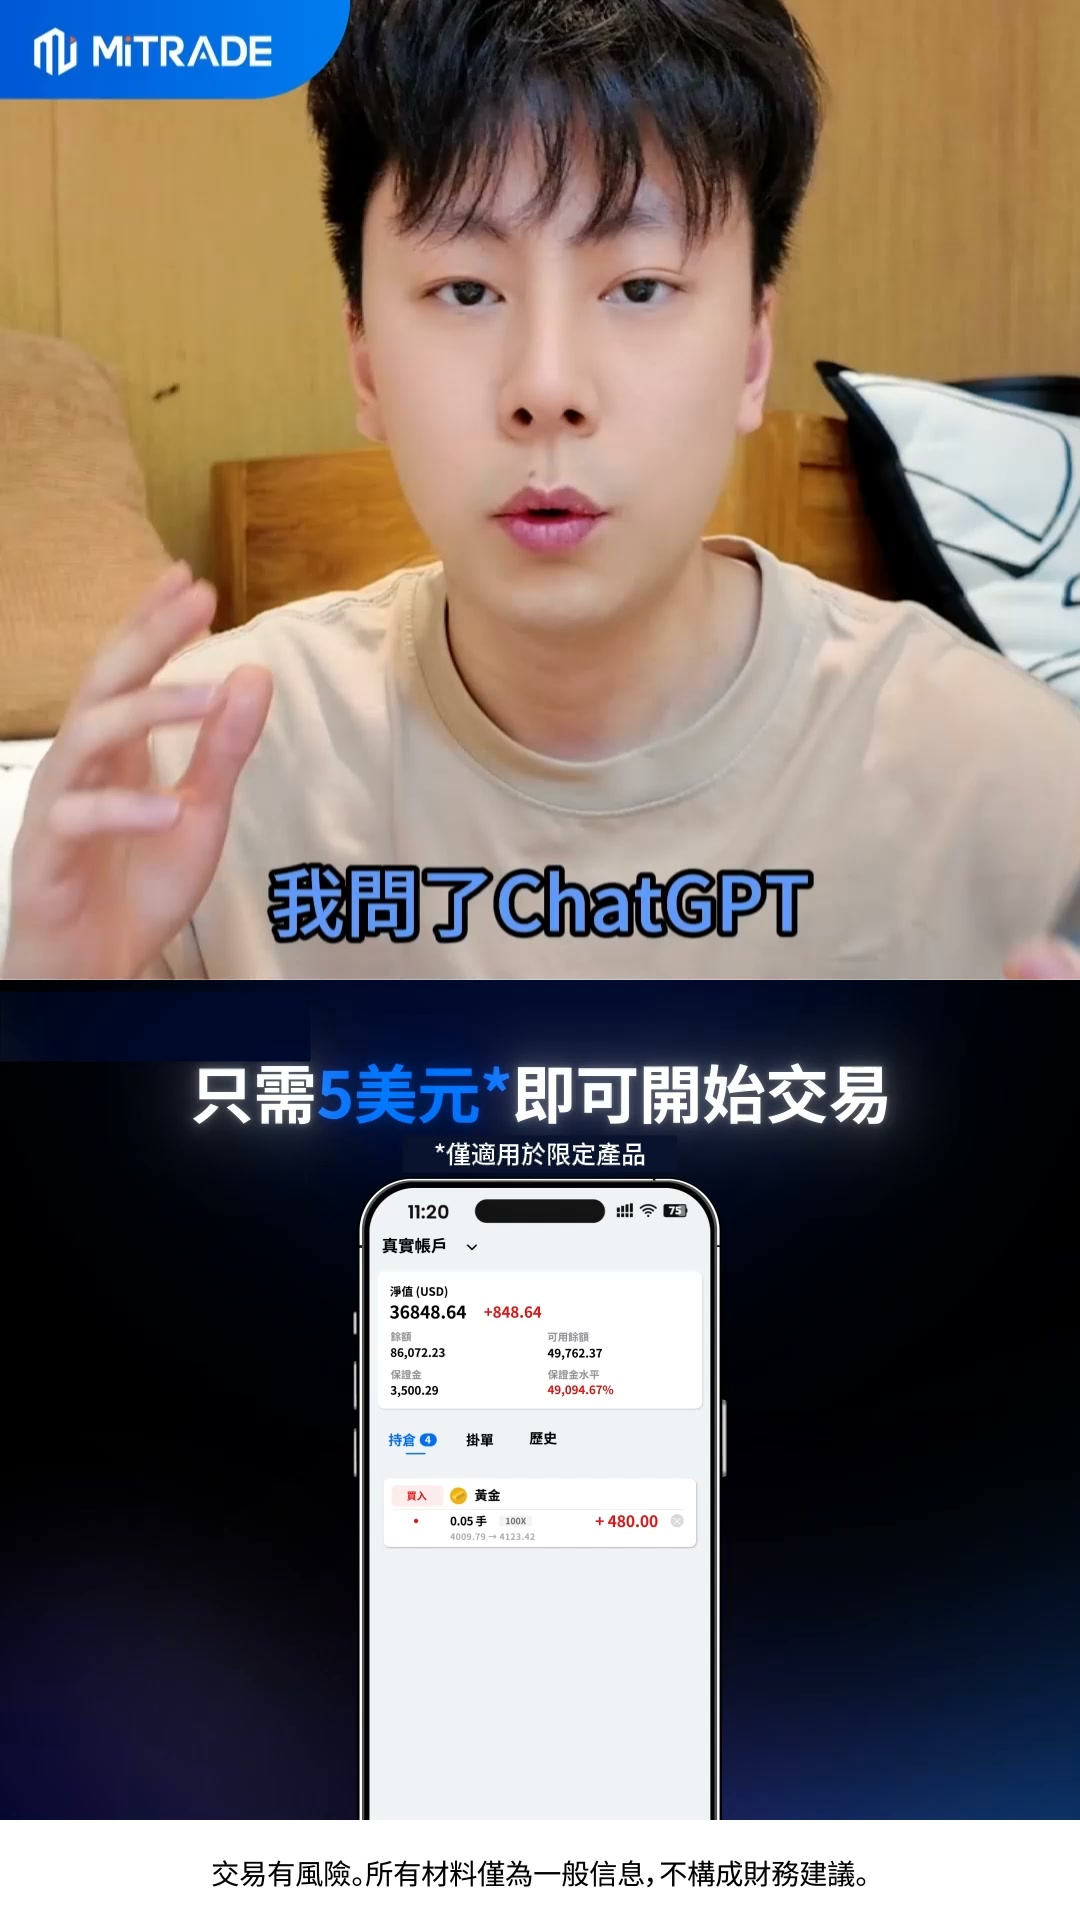 MiTRADE
我問了ChatGPT
只需5美元*即可開始交易
*僅適用於限定產品
11:20
75
真實帳戶
淨值 (USD)
36848.64 +848.64
餘額 可用餘額
86,072.23 49,762.37
保證金 保證金水平
3,500.29 49,094.67%
持倉 4 掛單 歷史
買入 黃金
0.05 手 100X + 480.00
4009.79 → 4123.42
交易有風險。所有材料僅為一般信息，不構成財務建議。